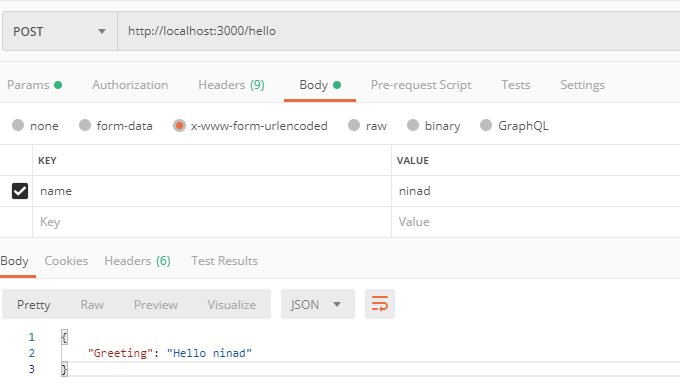 POST http://localhost:3000/hello
Params Authorization Headers (9) Body Pre-request Script Tests Settings
none form-data x-www-form-urlencoded raw binary GraphQL
KEY VALUE
name ninad
Key Value
Body Cookies Headers (6) Test Results
Pretty Raw Preview Visualize JSON
1 {
2 "Greeting": "Hello ninad"
3 }